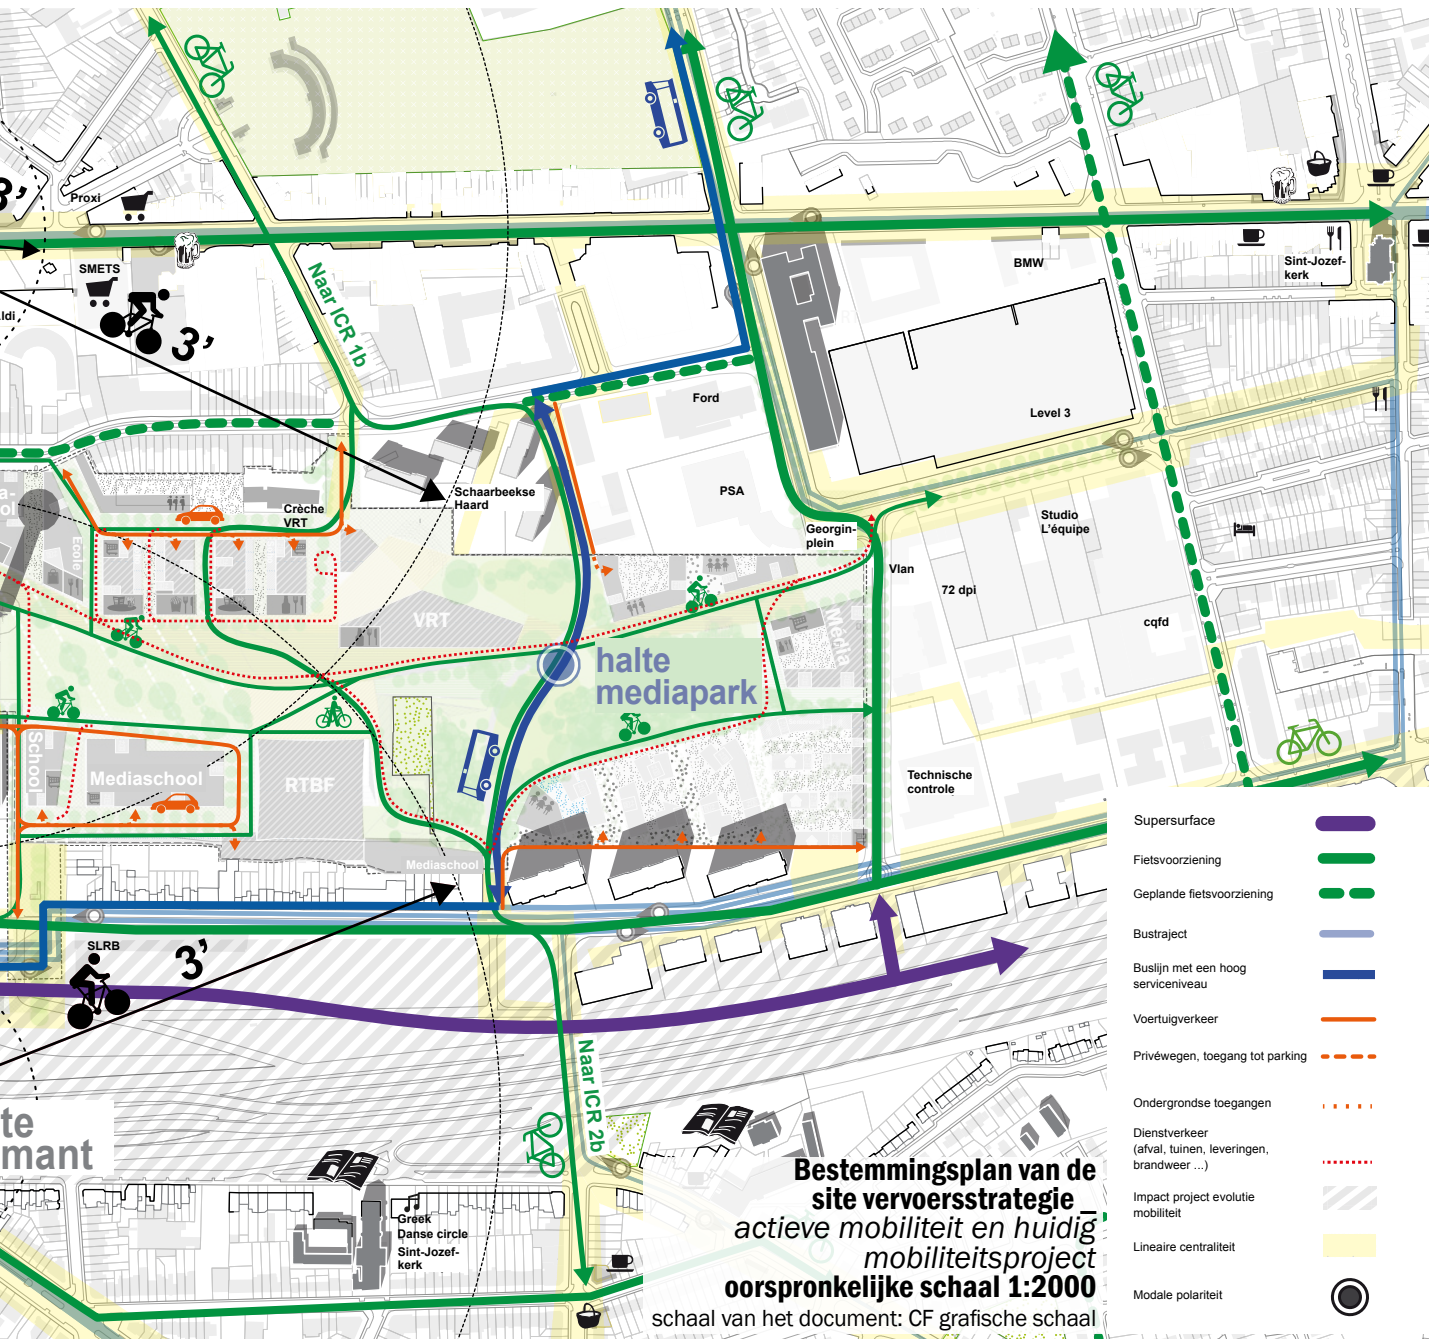 3’
Proxi
SMETS
ldi
3’
Naar ICR 1b
BMW
Sint-Jozef-
kerk
Level 3
Ford
PSA
Schaarbeekse
Haard
Crèche
VRT
Ecole
Georgin-
plein
Studio
L’équipe
Vlan
72 dpi
cqfd
VRT
halte
mediapark
School
Mediaschool
RTBF
Mediaschool
Technische
controle
SLRB
3’
Naar ICR 2b
te
mant
Greek
Danse circle
Sint-Jozef-
kerk
Bestemmingsplan van de
site vervoersstrategie _
actieve mobiliteit en huidig
mobiliteitsproject
oorspronkelijke schaal 1:2000
schaal van het document: CF grafische schaal
Supersurface
Fietsvoorziening
Geplande fietsvoorziening
Bustraject
Buslijn met een hoog
serviceniveau
Voertuigverkeer
Privéwegen, toegang tot parking
Ondergrondse toegangen
Dienstverkeer
(afval, tuinen, leveringen,
brandweer ...)
Impact project evolutie
mobiliteit
Lineaire centraliteit
Modale polariteit